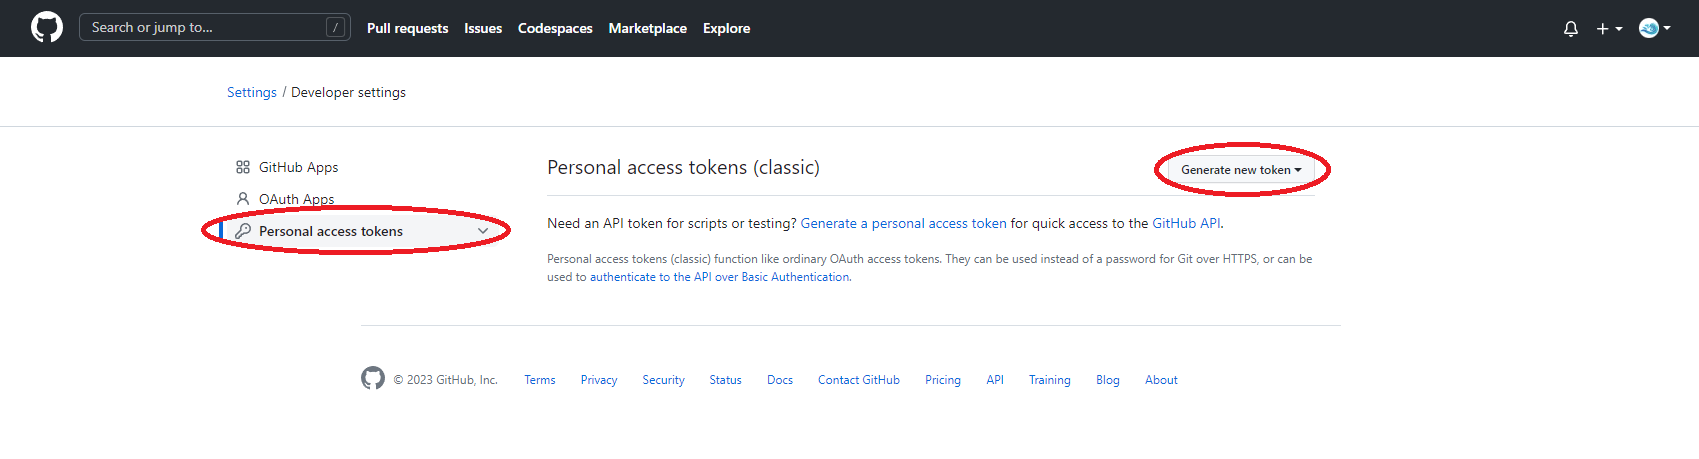 Search or jump to... / Pull requests Issues Codespaces Marketplace Explore
Settings / Developer settings
GitHub Apps
OAuth Apps
Personal access tokens
Personal access tokens (classic)
Generate new token
Need an API token for scripts or testing? Generate a personal access token for quick access to the GitHub API.
Personal access tokens (classic) function like ordinary OAuth access tokens. They can be used instead of a password for Git over HTTPS, or can be
used to authenticate to the API over Basic Authentication.
© 2023 GitHub, Inc. Terms Privacy Security Status Docs Contact GitHub Pricing API Training Blog About